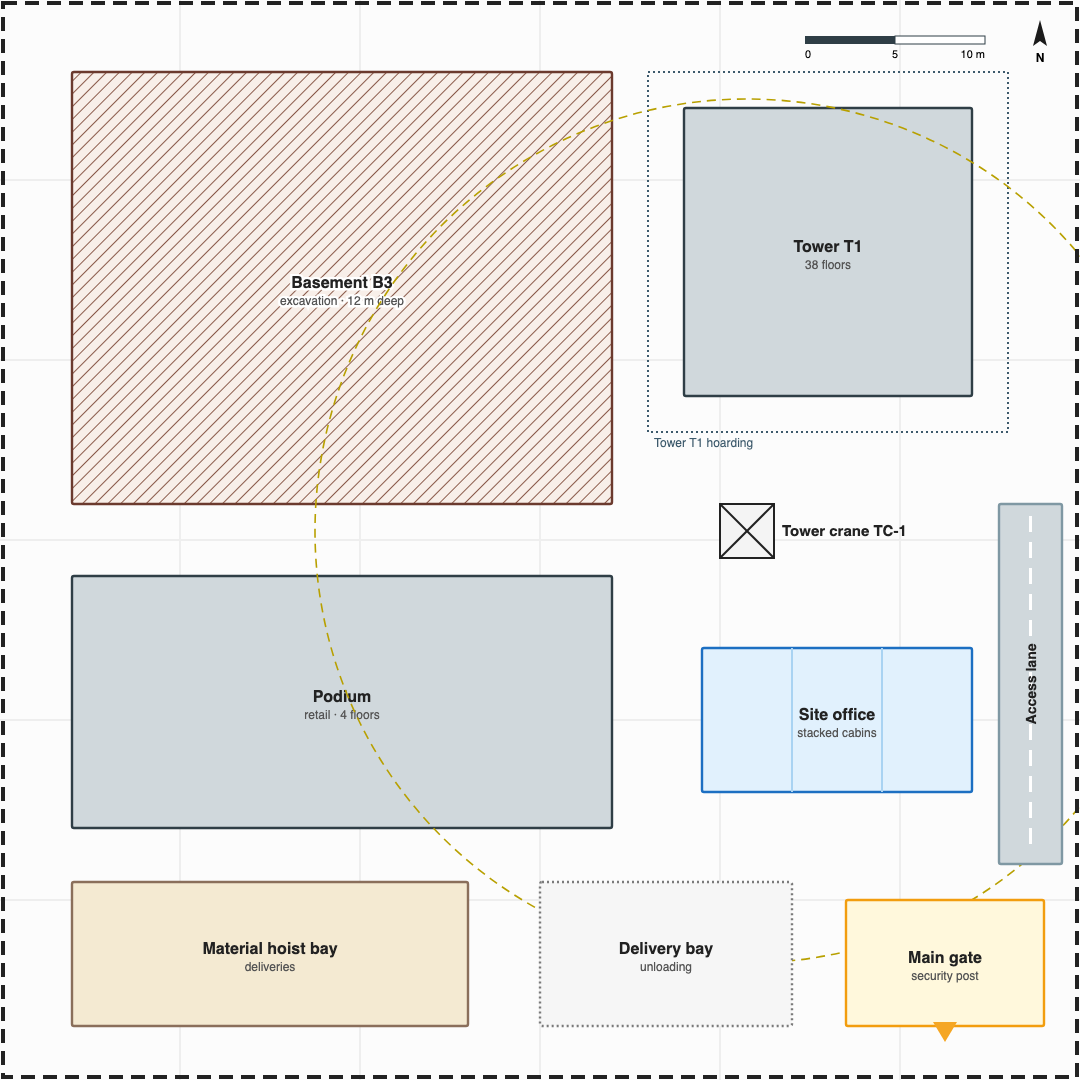 0 5 10 m
N
Tower T1
38 floors
Basement B3
excavation · 12 m deep
Tower T1 hoarding
Tower crane TC-1
Access lane
Podium
retail · 4 floors
Site office
stacked cabins
Material hoist bay
deliveries
Delivery bay
unloading
Main gate
security post